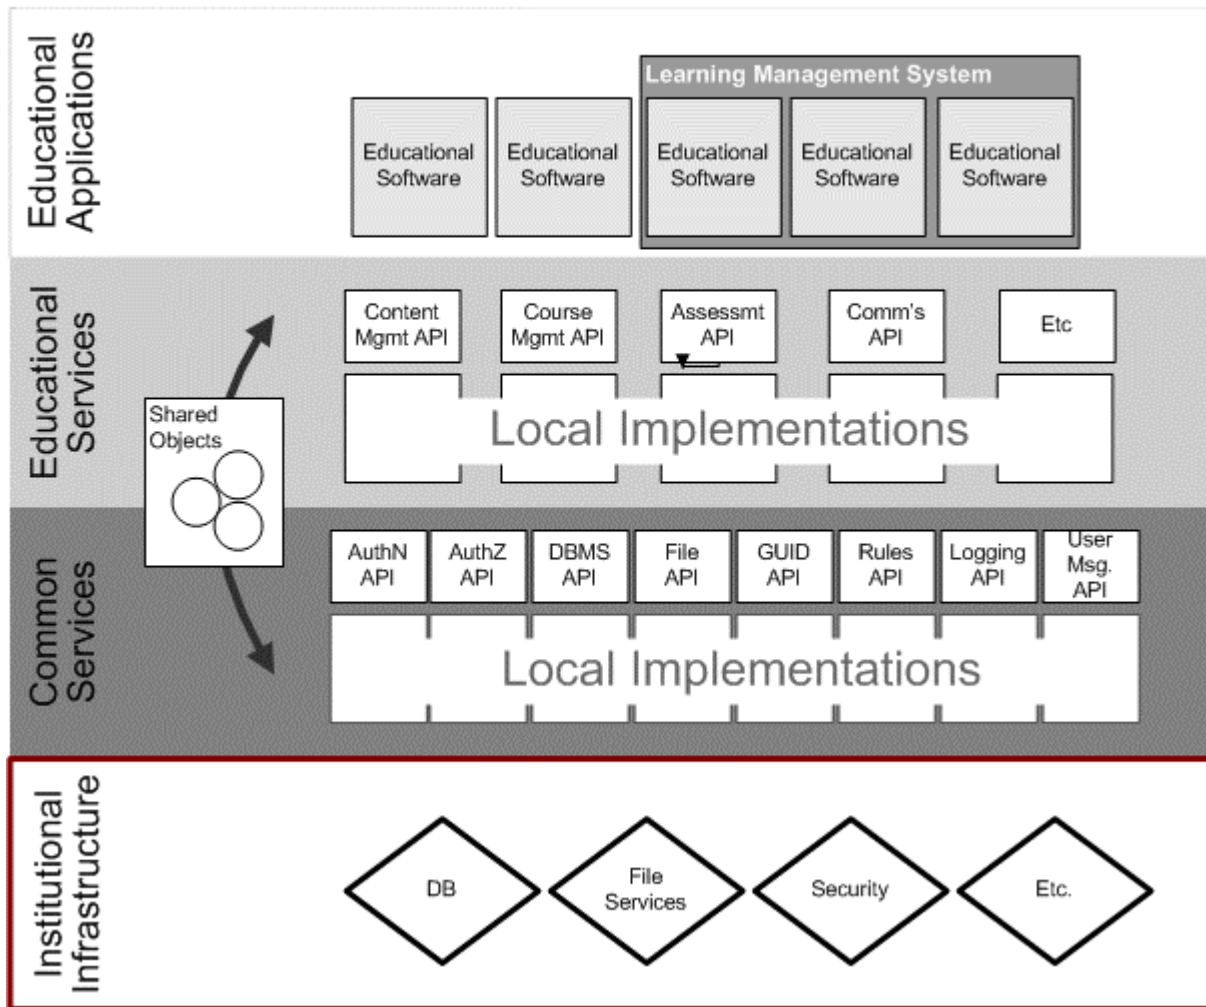 Educational
Applications
Learning Management System
Educational
Software
Educational
Software
Educational
Software
Educational
Software
Educational
Software
Educational
Services
Content
Mgmt API
Course
Mgmt API
Assessmt
API
Comm's
API
Etc
Shared
Objects
Local Implementations
Common
Services
AuthN
API
AuthZ
API
DBMS
API
File
API
GUID
API
Rules
API
Logging
API
User
Msg.
API
Local Implementations
Institutional
Infrastructure
DB
File
Services
Security
Etc.